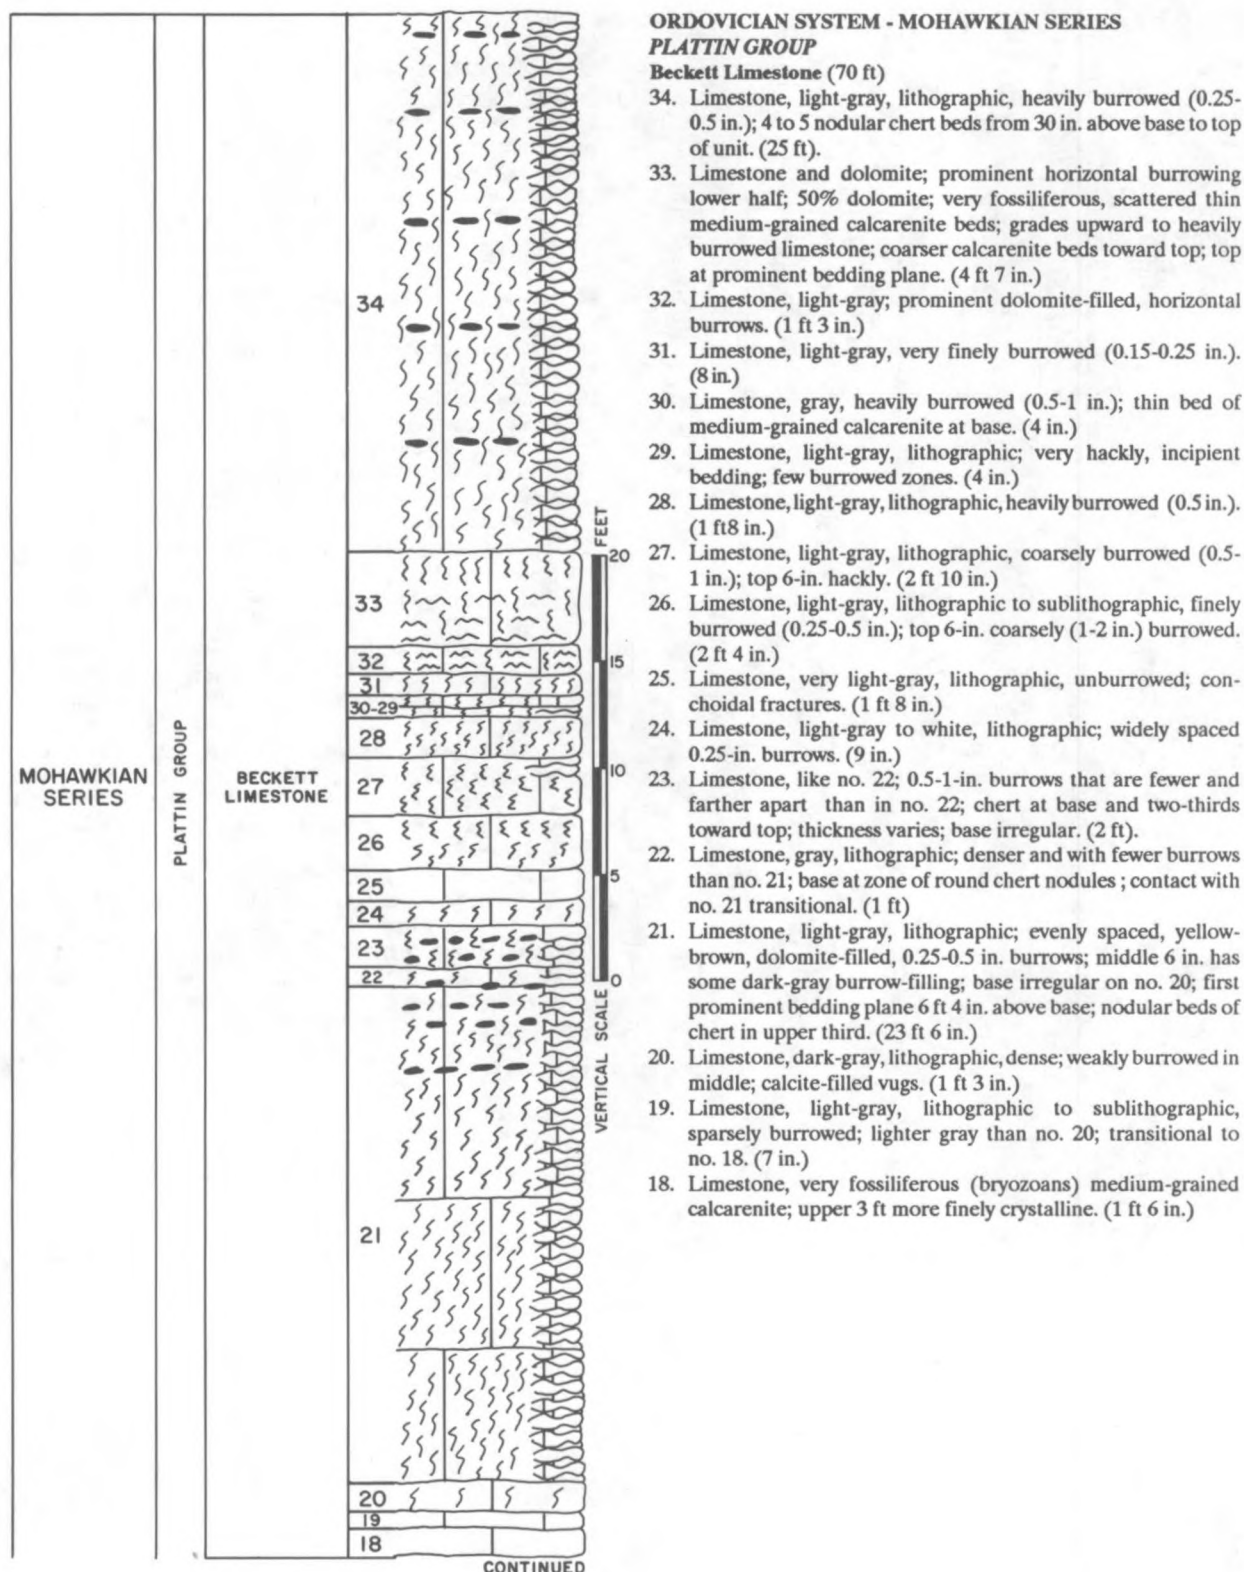 MOHAWKIAN
SERIES
PLATTIN GROUP
BECKETT
LIMESTONE
34
33
32
31
30-29
28
27
26
25
24
23
22
21
20
19
18
FEET
20
15
10
5
0
VERTICAL SCALE
CONTINUED
ORDOVICIAN SYSTEM - MOHAWKIAN SERIES
PLATTIN GROUP
Beckett Limestone (70 ft)
34. Limestone, light-gray, lithographic, heavily burrowed (0.25-
0.5 in.); 4 to 5 nodular chert beds from 30 in. above base to top
of unit. (25 ft).
33. Limestone and dolomite; prominent horizontal burrowing
lower half; 50% dolomite; very fossiliferous, scattered thin
medium-grained calcarenite beds; grades upward to heavily
burrowed limestone; coarser calcarenite beds toward top; top
at prominent bedding plane. (4 ft 7 in.)
32. Limestone, light-gray; prominent dolomite-filled, horizontal
burrows. (1 ft 3 in.)
31. Limestone, light-gray, very finely burrowed (0.15-0.25 in.).
(8 in.)
30. Limestone, gray, heavily burrowed (0.5-1 in.); thin bed of
medium-grained calcarenite at base. (4 in.)
29. Limestone, light-gray, lithographic; very hackly, incipient
bedding; few burrowed zones. (4 in.)
28. Limestone, light-gray, lithographic, heavily burrowed (0.5 in.).
(1 ft8 in.)
27. Limestone, light-gray, lithographic, coarsely burrowed (0.5-
1 in.); top 6-in. hackly. (2 ft 10 in.)
26. Limestone, light-gray, lithographic to sublithographic, finely
burrowed (0.25-0.5 in.); top 6-in. coarsely (1-2 in.) burrowed.
(2 ft 4 in.)
25. Limestone, very light-gray, lithographic, unburrowed; con-
choidal fractures. (1 ft 8 in.)
24. Limestone, light-gray to white, lithographic; widely spaced
0.25-in. burrows. (9 in.)
23. Limestone, like no. 22; 0.5-1-in. burrows that are fewer and
farther apart than in no. 22; chert at base and two-thirds
toward top; thickness varies; base irregular. (2 ft).
22. Limestone, gray, lithographic; denser and with fewer burrows
than no. 21; base at zone of round chert nodules ; contact with
no. 21 transitional. (1 ft)
21. Limestone, light-gray, lithographic; evenly spaced, yellow-
brown, dolomite-filled, 0.25-0.5 in. burrows; middle 6 in. has
some dark-gray burrow-filling; base irregular on no. 20; first
prominent bedding plane 6 ft 4 in. above base; nodular beds of
chert in upper third. (23 ft 6 in.)
20. Limestone, dark-gray, lithographic, dense; weakly burrowed in
middle; calcite-filled vugs. (1 ft 3 in.)
19. Limestone, light-gray, lithographic to sublithographic,
sparsely burrowed; lighter gray than no. 20; transitional to
no. 18. (7 in.)
18. Limestone, very fossiliferous (bryozoans) medium-grained
calcarenite; upper 3 ft more finely crystalline. (1 ft 6 in.)